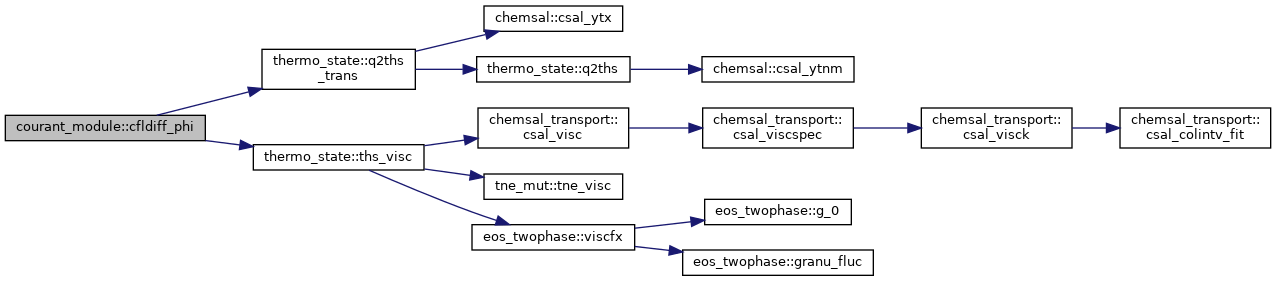 chemsal::csal_ytx
thermo_state::q2ths
_trans
thermo_state::q2ths
chemsal::csal_ytnm
courant_module::cfldiff_phi
chemsal_transport::
csal_visc
chemsal_transport::
csal_viscspec
chemsal_transport::
csal_visck
chemsal_transport::
csal_colintv_fit
thermo_state::ths_visc
tne_mut::tne_visc
eos_twophase::g_0
eos_twophase::viscfx
eos_twophase::granu_fluc